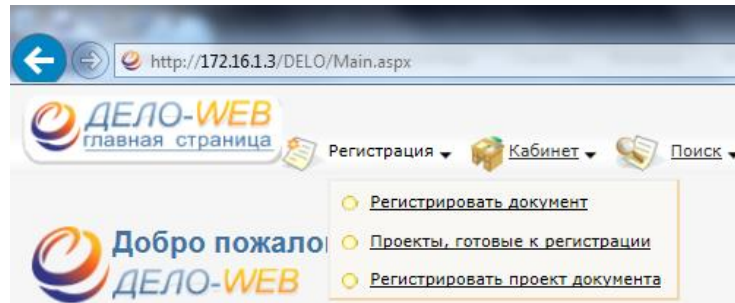 http://172.16.1.3/DELO/Main.aspx
ДЕЛО-WEB
главная страница
Регистрация Кабинет Поиск
Регистрировать документ
Добро пожалов Проекты, готовые к регистрации
ДЕЛО-WEB Регистрировать проект документа